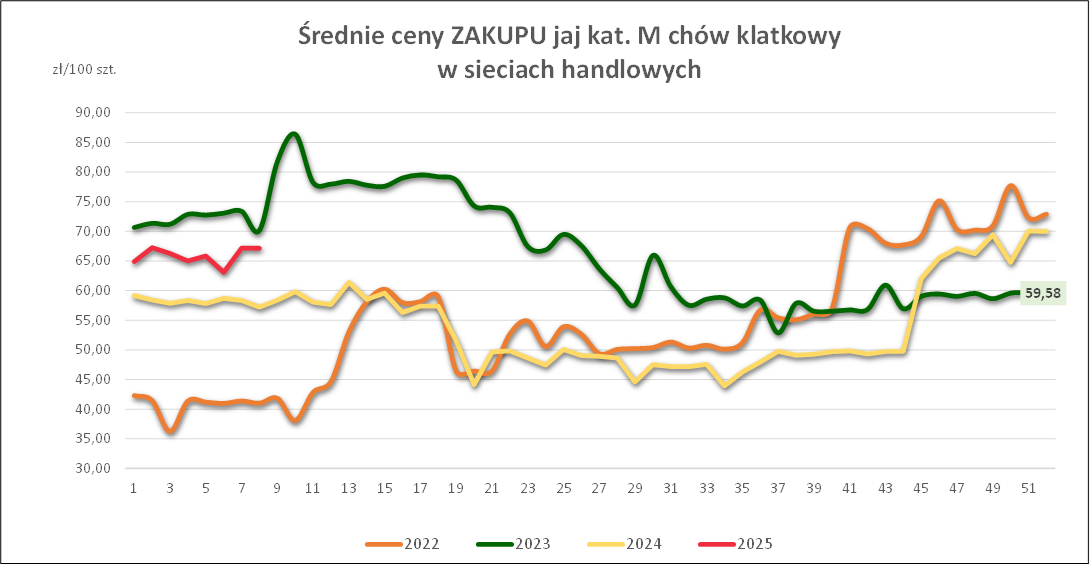 Średnie ceny ZAKUPU jaj kat. M chów klatkowy
w sieciach handlowych
zł/100 szt.
90,00
85,00
80,00
75,00
70,00
65,00
60,00
55,00
50,00
45,00
40,00
35,00
30,00
59,58
1 3 5 7 9 11 13 15 17 19 21 23 25 27 29 31 33 35 37 39 41 43 45 47 49 51
2022 2023 2024 2025